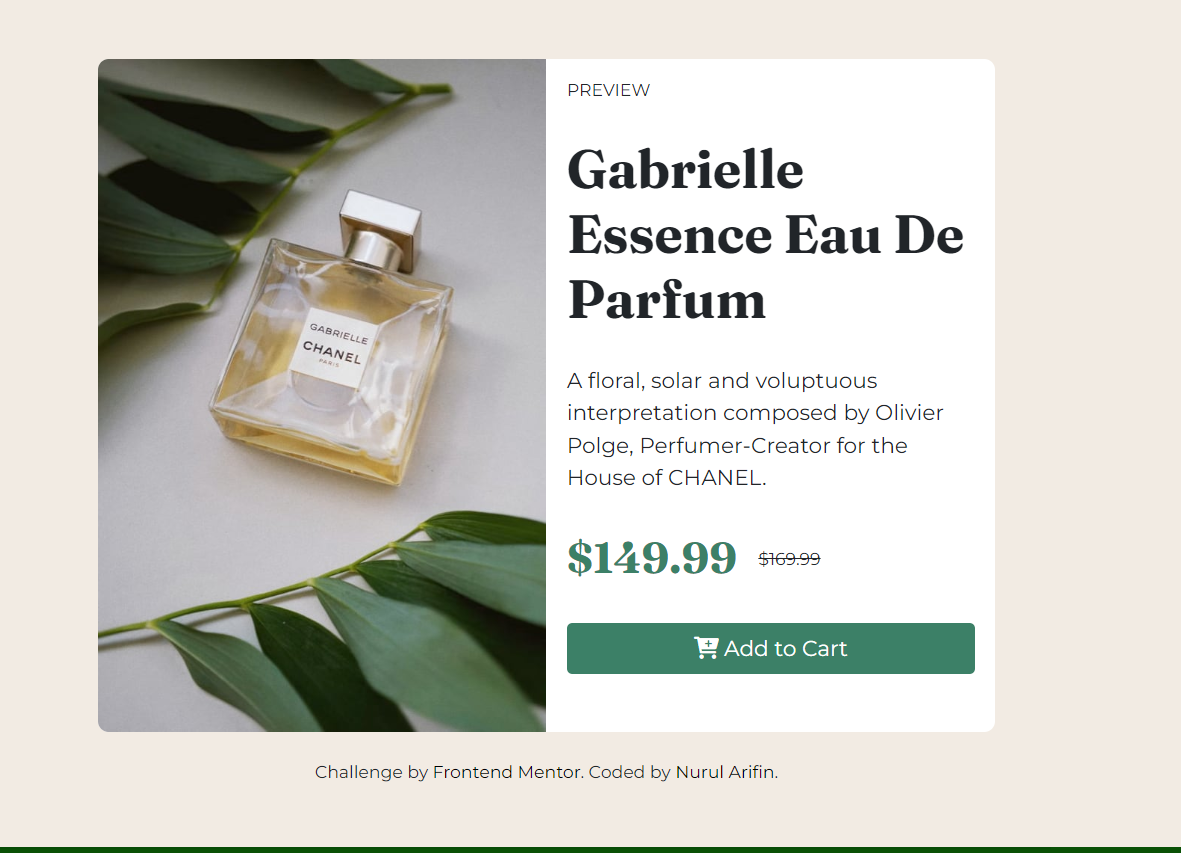 PREVIEW
Gabrielle
Essence Eau De
Parfum
A floral, solar and voluptuous
interpretation composed by Olivier
Polge, Perfumer-Creator for the
House of CHANEL.
$149.99 $169.99
Add to Cart
GABRIELLE
CHANEL
PARIS
Challenge by Frontend Mentor. Coded by Nurul Arifin.